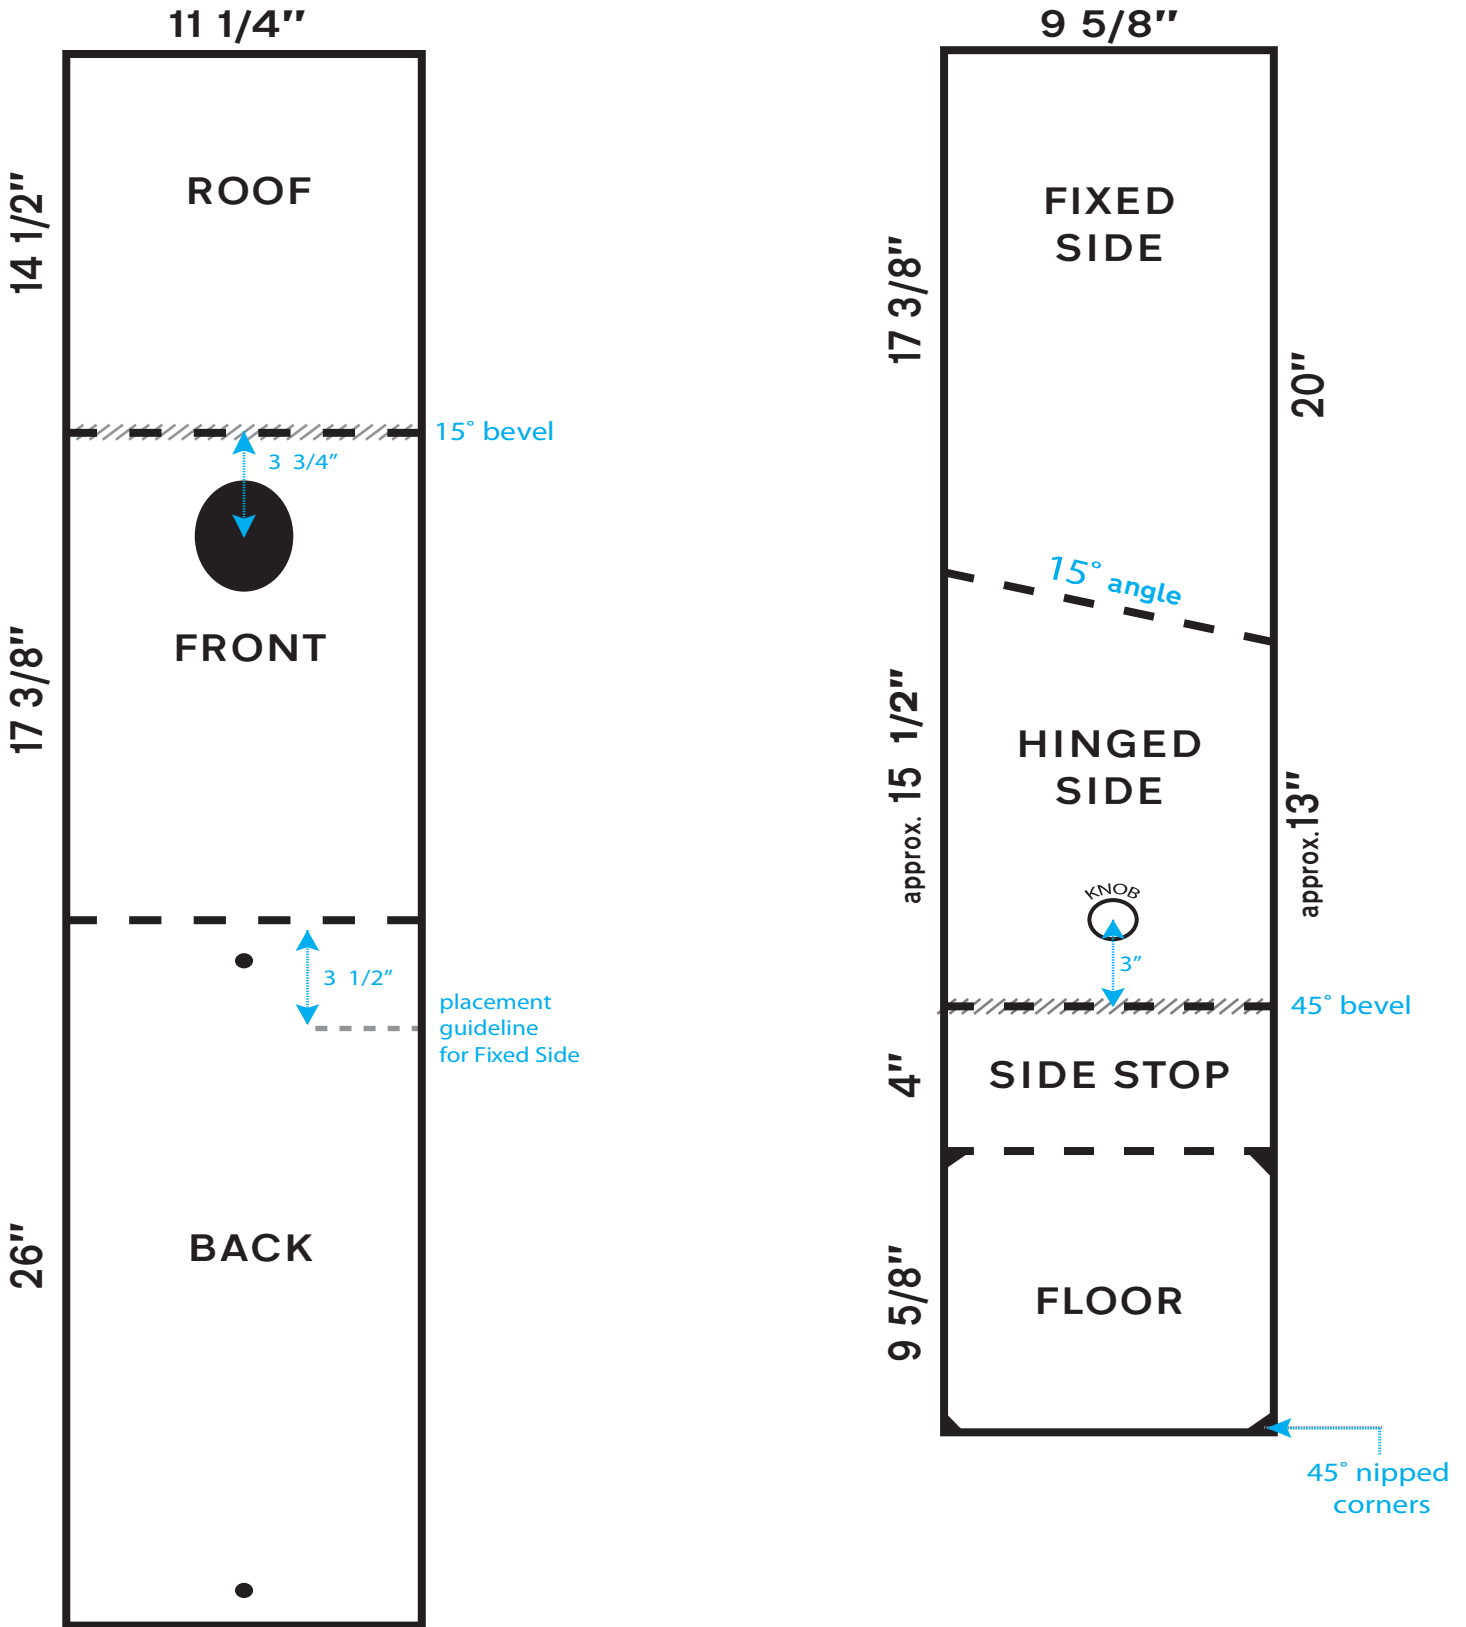 11 1/4"
14 1/2"
ROOF
15° bevel
3 3/4"
17 3/8"
FRONT
3 1/2"
placement
guideline
for Fixed Side
26"
BACK
9 5/8"
17 3/8"
FIXED
SIDE
20"
15° angle
approx. 15 1/2"
HINGED
SIDE
approx. 13"
KNOB
3"
45° bevel
4"
SIDE STOP
9 5/8"
FLOOR
45° nipped
corners